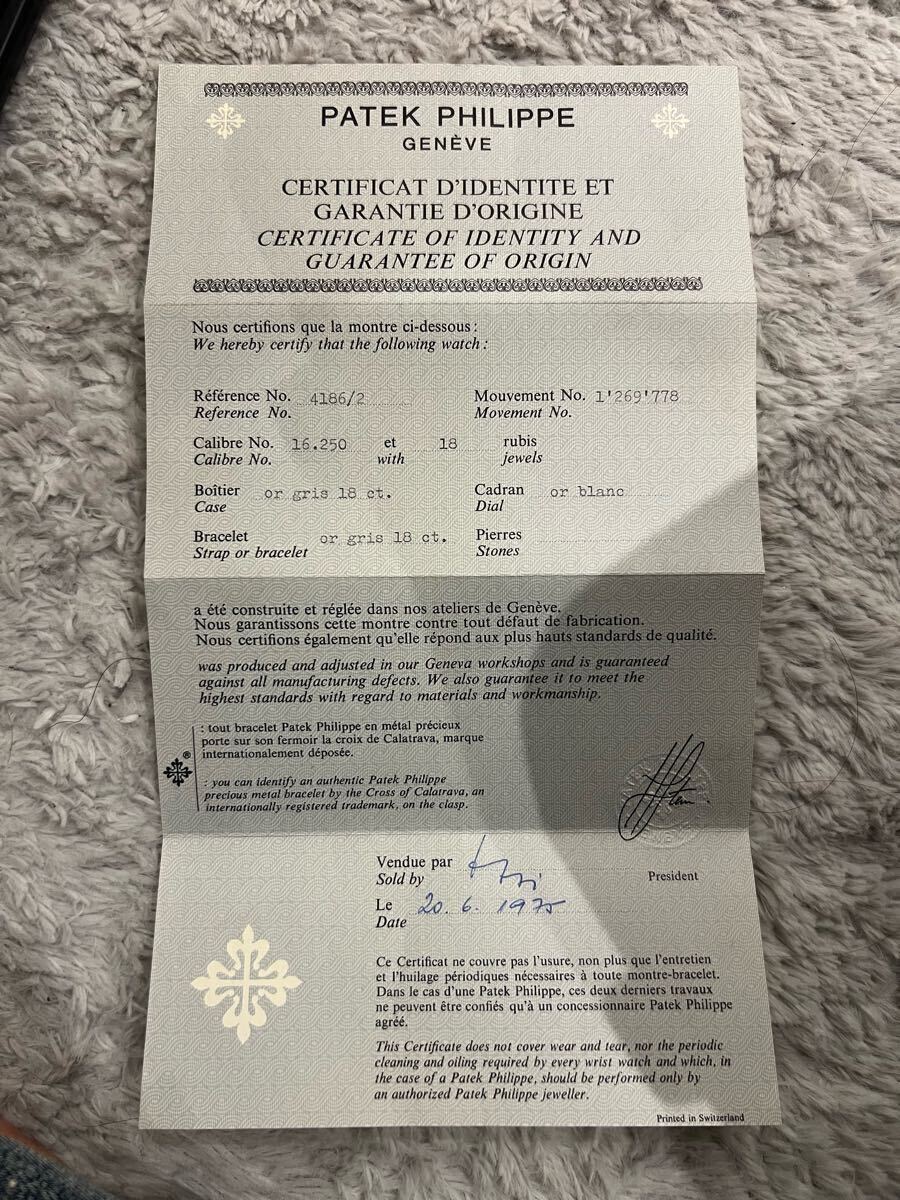 PATEK PHILIPPE
GENÈVE
CERTIFICAT D'IDENTITE ET
GARANTIE D'ORIGINE
CERTIFICATE OF IDENTITY AND
GUARANTEE OF ORIGIN
Nous certifions que la montre ci-dessous :
We hereby certify that the following watch :
Référence No. 4186/2 Mouvement No. 1'269'778
Reference No. Movement No.
Calibre No. 16.250 et 18 rubis
Calibre No. with jewels
Boîtier or gris 18 ct. Cadran or blanc
Case Dial
Bracelet or gris 18 ct. Pierres
Strap or bracelet Stones
a été construite et réglée dans nos ateliers de Genève.
Nous garantissons cette montre contre tout défaut de fabrication.
Nous certifions également qu'elle répond aux plus hauts standards de qualité.
was produced and adjusted in our Geneva workshops and is guaranteed
against all manufacturing defects. We also guarantee it to meet the
highest standards with regard to materials and workmanship.
: tout bracelet Patek Philippe en métal précieux
porte sur son fermoir la croix de Calatrava, marque
internationalement déposée.
®
: you can identify an authentic Patek Philippe
precious metal bracelet by the Cross of Calatrava, an
internationally registered trademark, on the clasp.
Vendue par
Sold by President
Le 20. 6. 1975
Date
Ce Certificat ne couvre pas l'usure, non plus que l'entretien
et l'huilage périodiques nécessaires à toute montre-bracelet.
Dans le cas d'une Patek Philippe, ces deux derniers travaux
ne peuvent être confiés qu'à un concessionnaire Patek Philippe
agréé.
This Certificate does not cover wear and tear, nor the periodic
cleaning and oiling required by every wrist watch and which, in
the case of a Patek Philippe, should be performed only by
an authorized Patek Philippe jeweller.
Printed in Switzerland